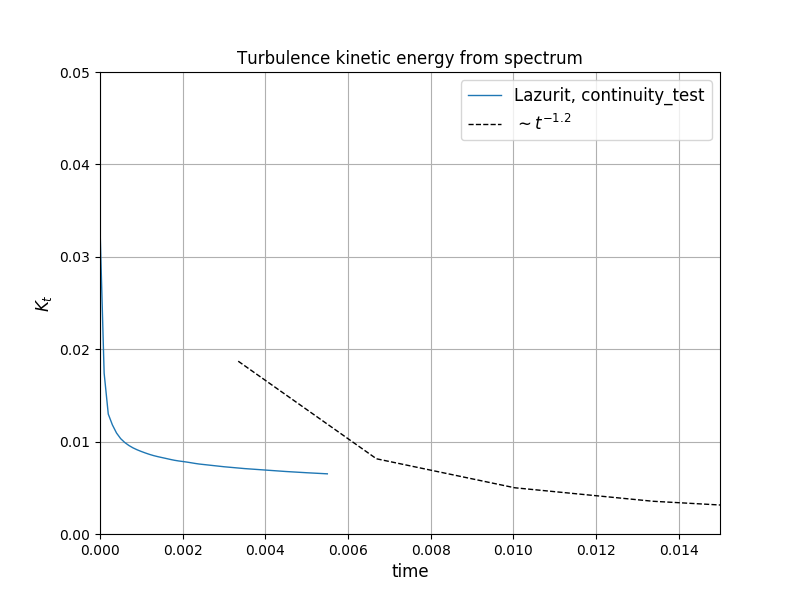 Turbulence kinetic energy from spectrum
0.05
0.04
0.03
0.02
0.01
0.00
K_t
Lazurit, continuity_test
~t^{-1.2}
0.000 0.002 0.004 0.006 0.008 0.010 0.012 0.014
time